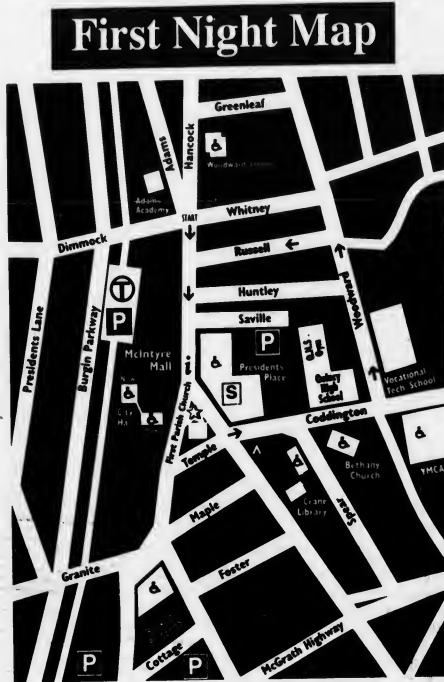 First Night Map
Greenleaf
Adams
Hancock
Woodward
Adams
Academy
START
Whitney
Dimmock
Russell
Huntley
Saville
Woodward
T
P
Presidents Lane
Burgin Parkway
McIntyre
Mall
P
Presidents
Place
Quincy
High
School
Vocational
Tech School
S
City
First Parish Church
Coddington
Temple
Bethany
Church
YMCA
Crane
Library
Spear
Maple
Granite
Foster
Cottage
McGrath Highway
P
P